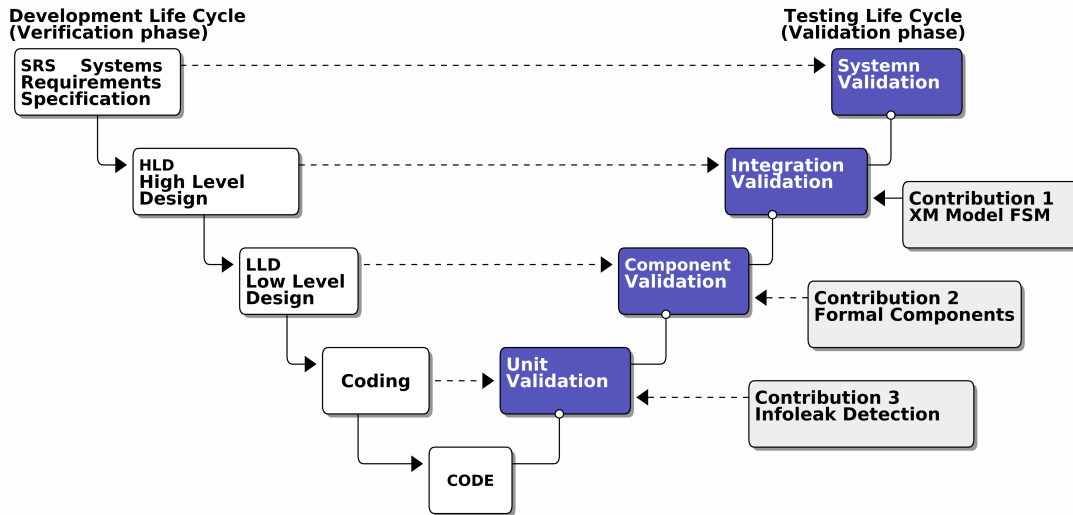 Development Life Cycle
(Verification phase)
Testing Life Cycle
(Validation phase)
SRS Systems
Requirements
Specification
Systemn
Validation
HLD
High Level
Design
Integration
Validation
Contribution 1
XM Model FSM
LLD
Low Level
Design
Component
Validation
Contribution 2
Formal Components
Coding
Unit
Validation
Contribution 3
Infoleak Detection
CODE